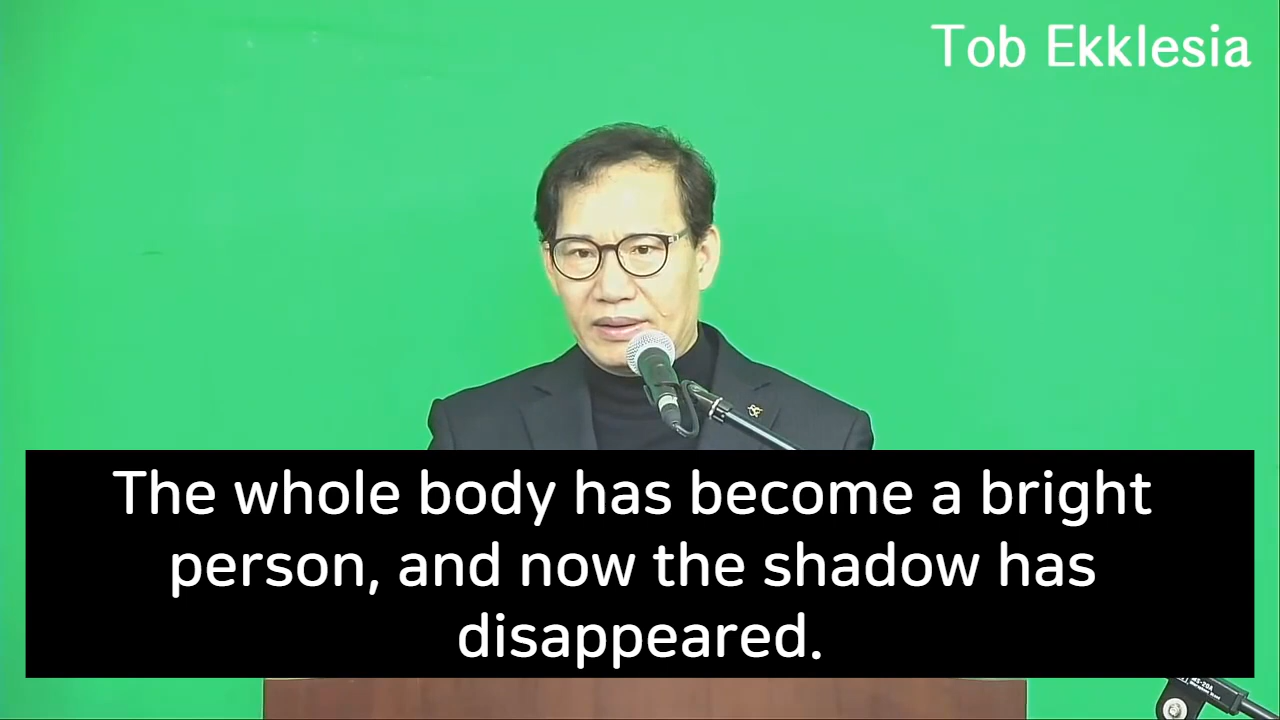 Tob Ekklesia
The whole body has become a bright
person, and now the shadow has
disappeared.